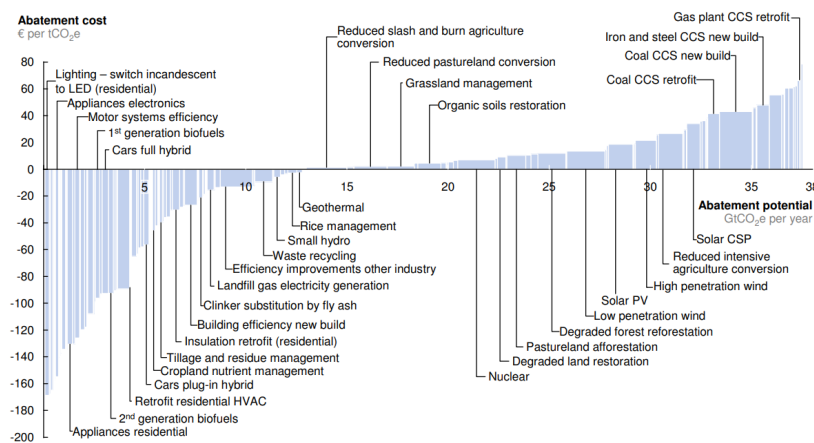 Abatement cost
€ per tCO2e
Gas plant CCS retrofit
Reduced slash and burn agriculture
conversion
Iron and steel CCS new build
Coal CCS new build
Reduced pastureland conversion
80
Lighting – switch incandescent
to LED (residential)
Grassland management
Coal CCS retrofit
60
Appliances electronics
Organic soils restoration
Motor systems efficiency
40
1st generation biofuels
20
Cars full hybrid
0
5
10
15
20
25
30
35
38
-20
Geothermal
Abatement potential
GtCO2e per year
-40
Rice management
Small hydro
Solar CSP
-60
Waste recycling
Reduced intensive
agriculture conversion
Efficiency improvements other industry
-80
Landfill gas electricity generation
High penetration wind
Solar PV
-100
Clinker substitution by fly ash
Low penetration wind
Building efficiency new build
Degraded forest reforestation
-120
Insulation retrofit (residential)
Pastureland afforestation
-140
Tillage and residue management
Degraded land restoration
Cropland nutrient management
Nuclear
-160
Cars plug-in hybrid
Retrofit residential HVAC
-180
2nd generation biofuels
Appliances residential
-200